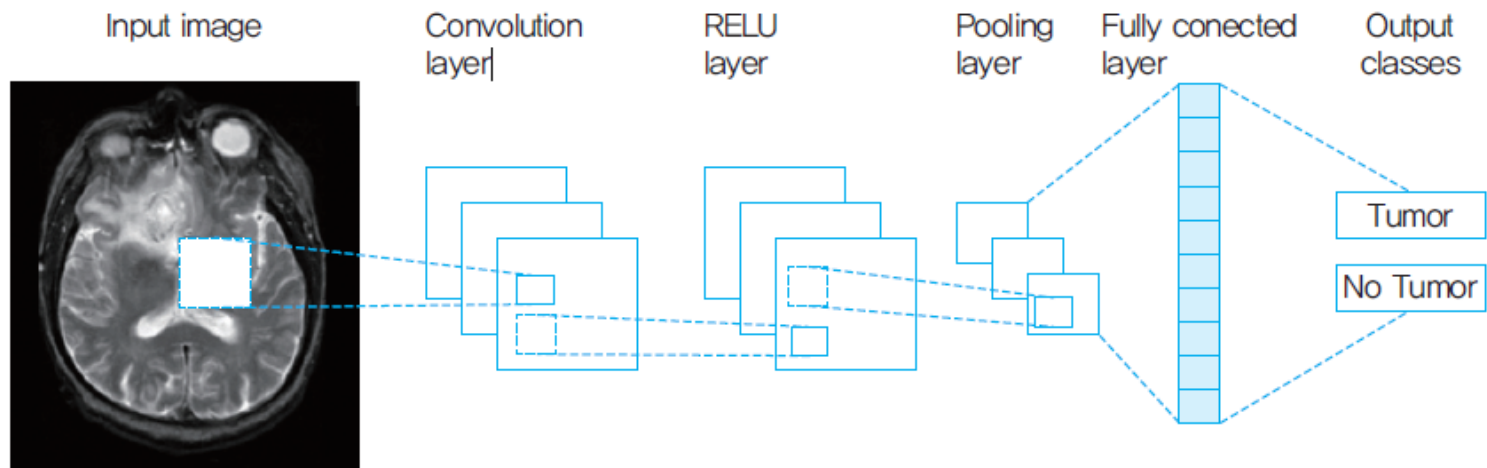 Input image
Convolution
layer
RELU
layer
Pooling
layer
Fully conected
layer
Output
classes
Tumor
No Tumor